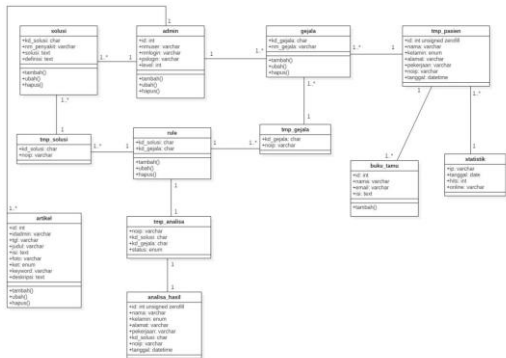 solusi
+kd_solusi: char
+nm_penyakit varchar
+solusi: text
+definisi: text
+tambah()
+ubah()
+hapus()
admin
+id: int
+nmuser: varchar
+nmlogin: varchar
+pslogin: varchar
+level: int
+tambah()
+ubah()
+hapus()
gejala
+kd_gejala: char
+nm_gejala: varchar
+tambah()
+ubah()
+hapus()
tmp_pasien
+id: int unsigned zerofill
+nama: varchar
+kelamin: enum
+alamat: varchar
+pekerjaan: varchar
+noip: varchar
+tanggal: datetime
tmp_solusi
+kd_solusi: char
+noip: varchar
rule
+kd_solusi: char
+kd_gejala: char
+tambah()
+ubah()
+hapus()
tmp_gejala
+kd_gejala: char
+noip: varchar
buku_tamu
+id: int
+nama: varchar
+email: varchar
+isi: text
+tambah()
statistik
+ip: varchar
+tanggal: date
+hits: int
+online: varchar
artikel
+id: int
+idadmin: varchar
+tgl: varchar
+judul: varchar
+isi: text
+foto: varchar
+ket: enum
+keyword: varchar
+deskripsi: text
+tambah()
+ubah()
+hapus()
tmp_analisa
+noip: varchar
+kd_solusi: char
+kd_gejala: char
+status: enum
analisa_hasil
+id: int unsigned zerofill
+nama: varchar
+kelamin: enum
+alamat: varchar
+pekerjaan: varchar
+kd_solusi: char
+noip: varchar
+tanggal: datetime